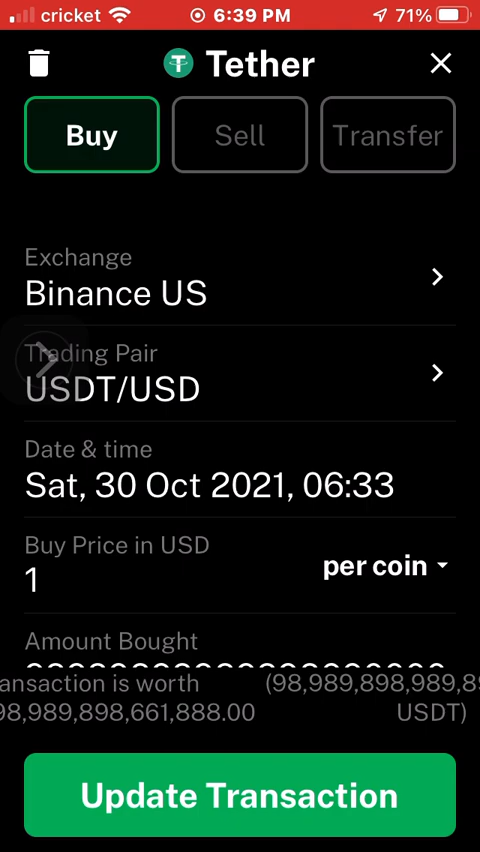 cricket 6:39 PM 71%
Tether
Buy Sell Transfer
Exchange
Binance US
Trading Pair
USDT/USD
Date & time
Sat, 30 Oct 2021, 06:33
Buy Price in USD
1 per coin
Amount Bought
ansaction is worth (98,989,898,989,89
98,989,898,661,888.00 USDT)
Update Transaction